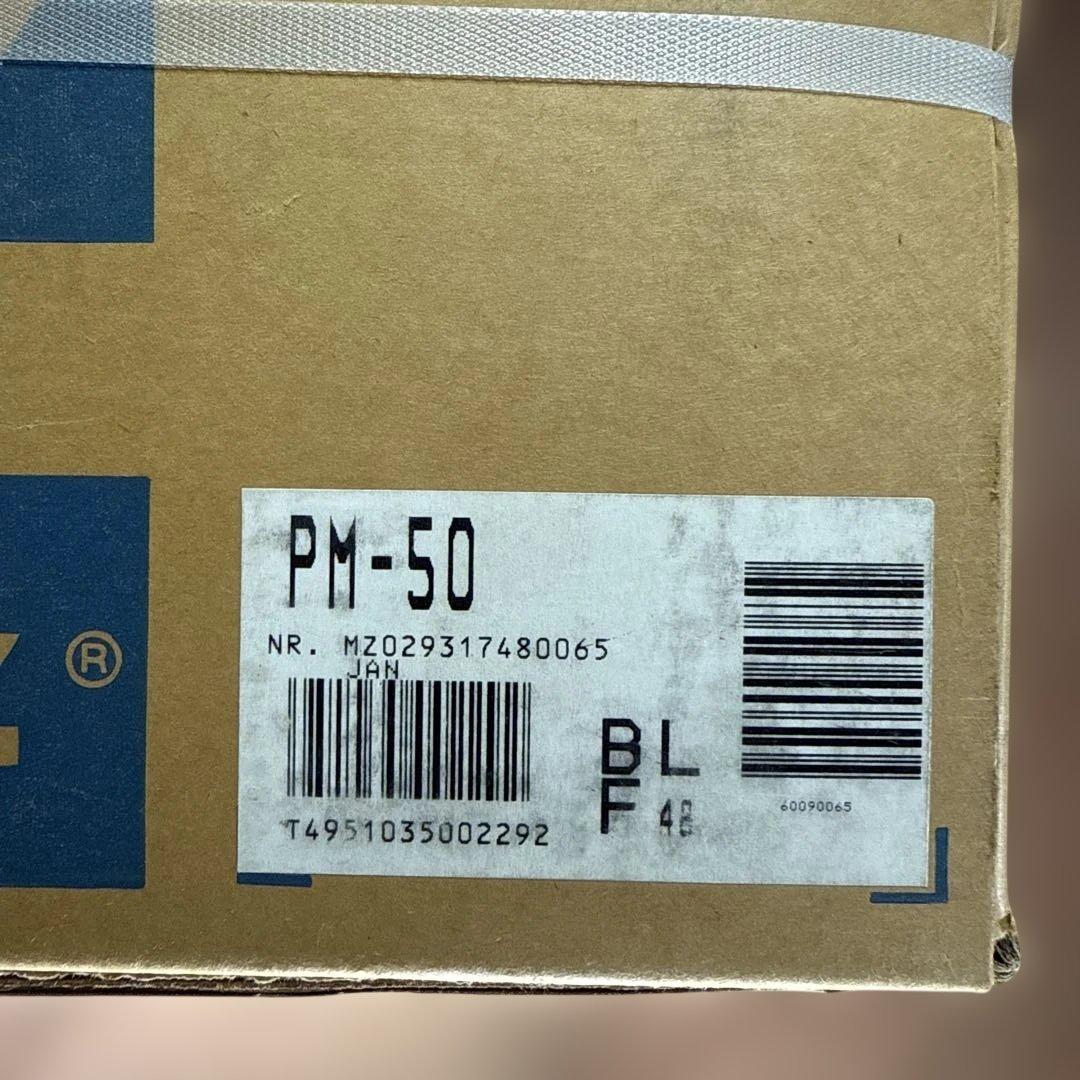 PM-50
NR. MZ029317480065
JAN
T4951035002292
BL
F 48
60090065
®